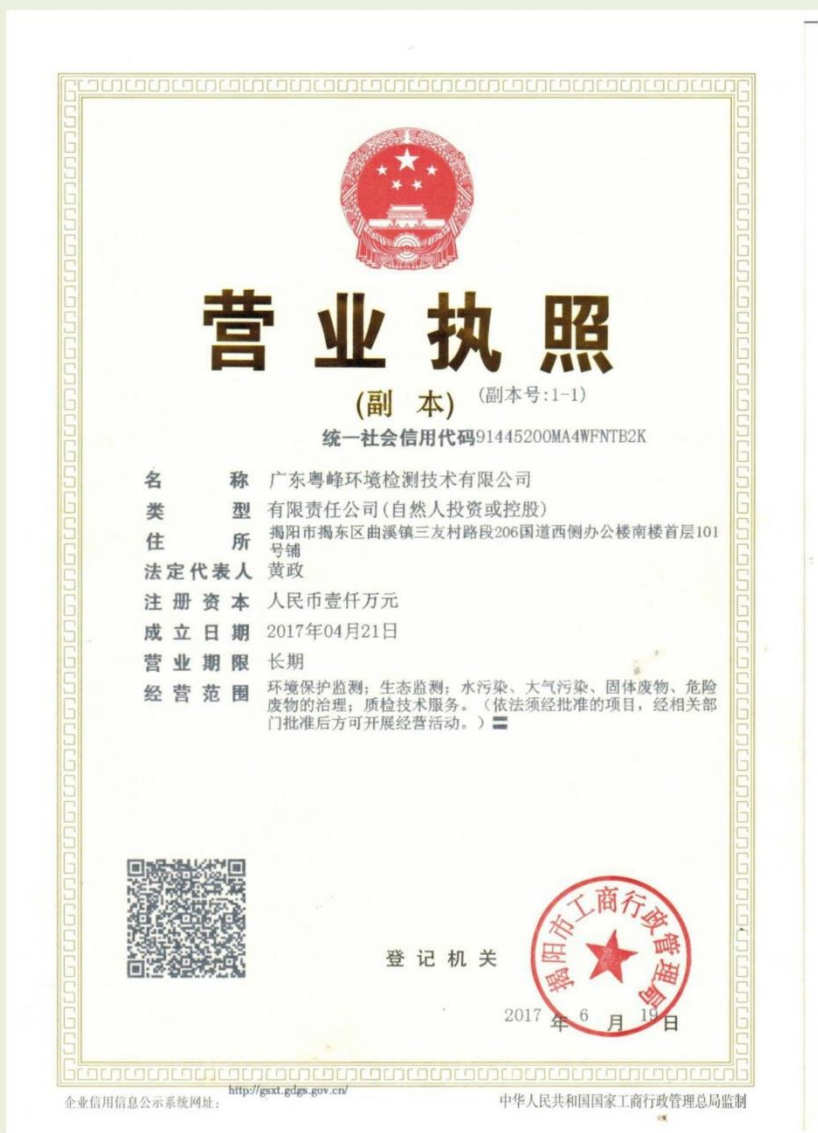 营业执照
(副 本) (副本号:1-1)
统一社会信用代码91445200MA4WFNTB2K
名 称 广东粤峰环境检测技术有限公司
类 型 有限责任公司(自然人投资或控股)
住 所 揭阳市揭东区曲溪镇三友村路段206国道西侧办公楼南楼首层101
号铺
法定代表人 黄政
注册资本 人民币壹仟万元
成立日期 2017年04月21日
营业期限 长期
经营范围 环境保护监测；生态监测；水污染、大气污染、固体废物、危险
废物的治理；质检技术服务。（依法须经批准的项目，经相关部
门批准后方可开展经营活动。）
登记机关
揭阳市工商行政管理局
2017 年 6 月 19 日
企业信用信息公示系统网址： http://gsxt.gdgs.gov.cn/
中华人民共和国国家工商行政管理总局监制